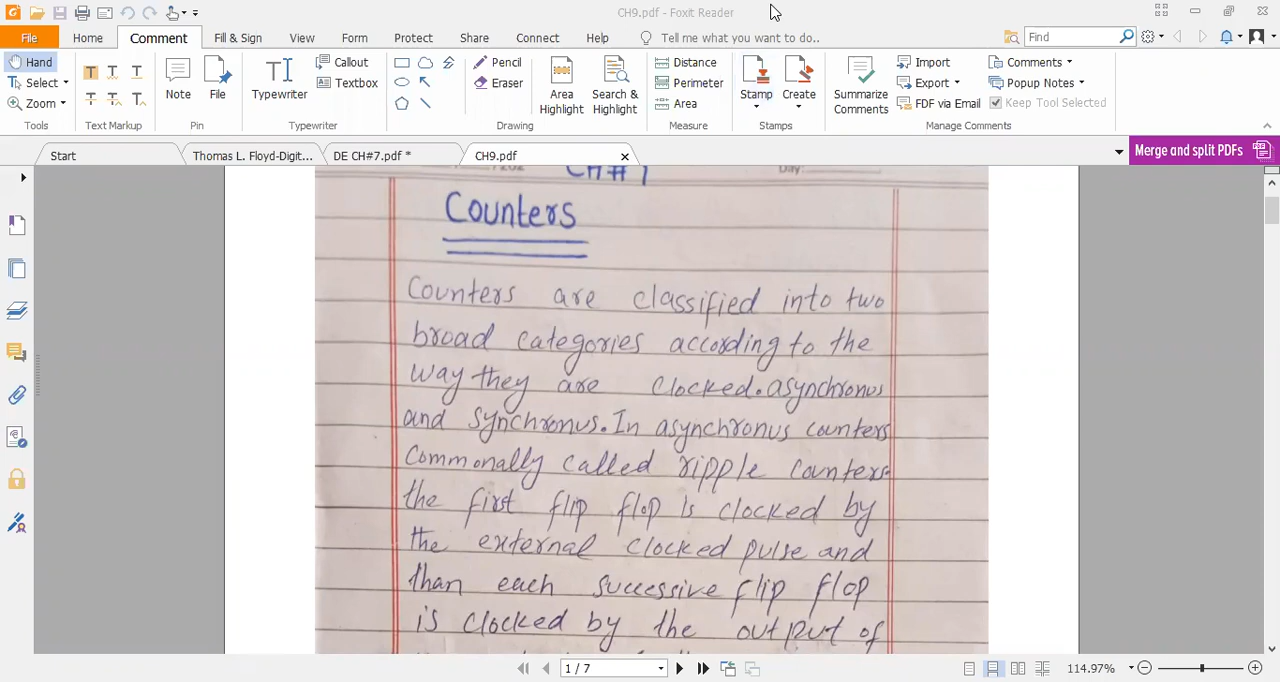 CH9.pdf - Foxit Reader
File Home Comment Fill & Sign View Form Protect Share Connect Help Tell me what you want to do.. Find
Hand
Select
Zoom
Tools
Text Markup
Note
File
Pin
Typewriter
Callout
Textbox
Typewriter
Pencil
Eraser
Area Highlight
Search & Highlight
Drawing
Distance
Perimeter
Area
Measure
Stamp
Create
Stamps
Summarize Comments
Import
Export
FDF via Email
Comments
Popup Notes
Keep Tool Selected
Manage Comments
Start Thomas L. Floyd-Digit... DE CH#7.pdf * CH9.pdf Merge and split PDFs
Counters
Counters are classified into two
broad categories according to the
way they are clocked. asynchronus
and synchronus. In asynchronus counters
commonally called ripple counters
the first flip flop is clocked by
the external clocked pulse and
than each successive flip flop
is clocked by the output of
1 / 7 114.97%